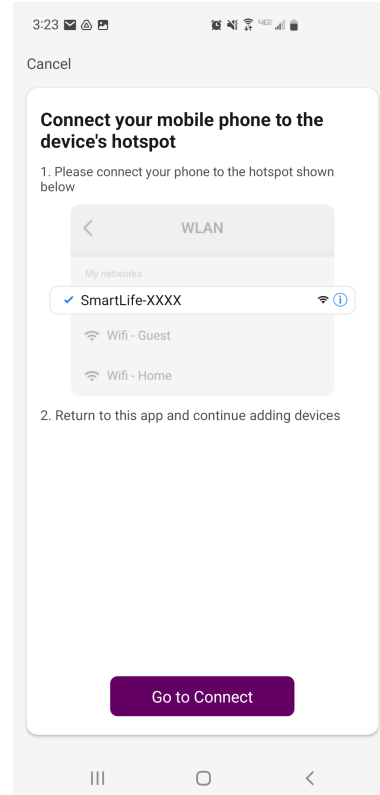 3:23
4GE
Cancel
Connect your mobile phone to the
device's hotspot
1. Please connect your phone to the hotspot shown
below
WLAN
My networks
SmartLife-XXXX
Wifi - Guest
Wifi - Home
2. Return to this app and continue adding devices
Go to Connect